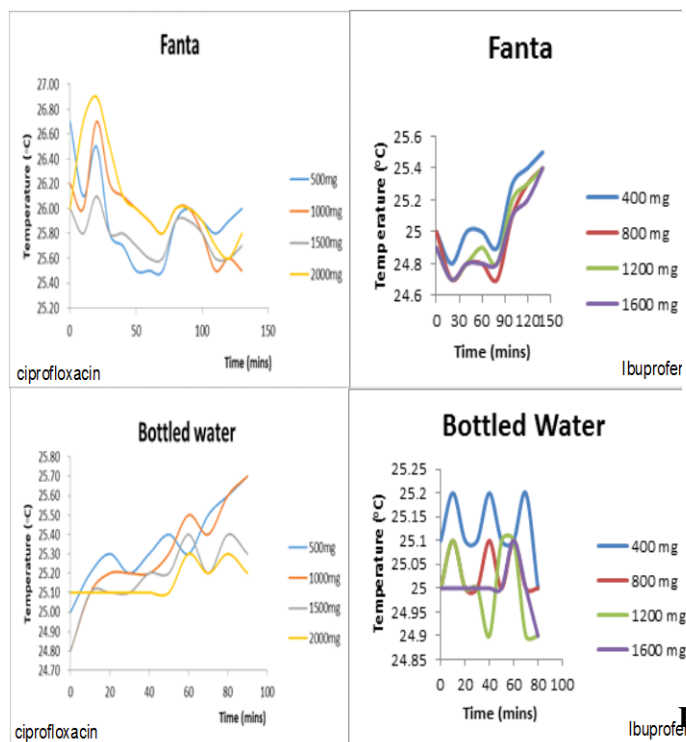 Fanta
27.00
26.80
26.60
26.40
26.20
26.00
25.80
25.60
25.40
25.20
Temperature (◦C)
0 50 100 150
Time (mins)
500mg
1000mg
1500mg
2000mg
ciprofloxacin
Fanta
25.6
25.4
25.2
25
24.8
24.6
Temperature (°C)
0 30 60 90 120 150
Time (mins)
400 mg
800 mg
1200 mg
1600 mg
Ibuprofen
Bottled water
25.80
25.70
25.60
25.50
25.40
25.30
25.20
25.10
25.00
24.90
24.80
24.70
Temperature (◦C)
0 20 40 60 80 100
Time (mins)
500mg
1000mg
1500mg
2000mg
ciprofloxacin
Bottled Water
25.25
25.2
25.15
25.1
25.05
25
24.95
24.9
24.85
Temperature (°C)
0 20 40 60 80 100
Time (mins)
400 mg
800 mg
1200 mg
1600 mg
Ibuprofen